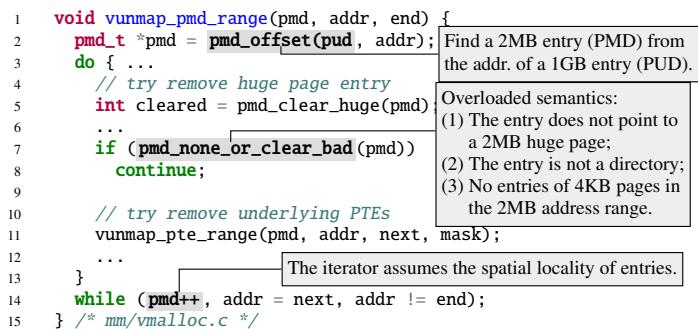 1 void vunmap_pmd_range(pmd, addr, end) {
2 pmd_t *pmd = pmd_offset(pud, addr);
Find a 2MB entry (PMD) from
the addr. of a 1GB entry (PUD).
3 do { ...
4 // try remove huge page entry
5 int cleared = pmd_clear_huge(pmd);
Overloaded semantics:
(1) The entry does not point to
a 2MB huge page;
(2) The entry is not a directory;
(3) No entries of 4KB pages in
the 2MB address range.
6 ...
7 if (pmd_none_or_clear_bad(pmd))
8 continue;
9
10 // try remove underlying PTEs
11 vunmap_pte_range(pmd, addr, next, mask);
12 ...
The iterator assumes the spatial locality of entries.
13 }
14 while (pmd++, addr = next, addr != end);
15 } /* mm/vmalloc.c */